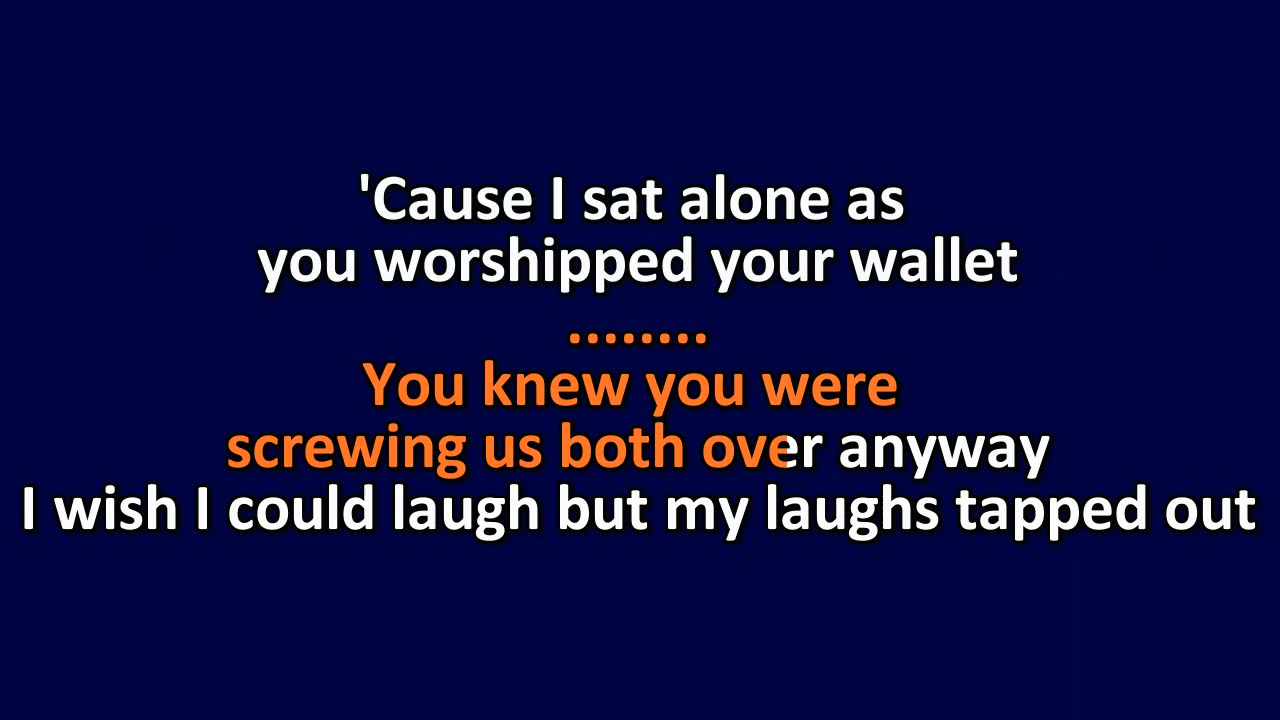 'Cause I sat alone as
you worshipped your wallet
........
You knew you were
screwing us both over anyway
I wish I could laugh but my laughs tapped out